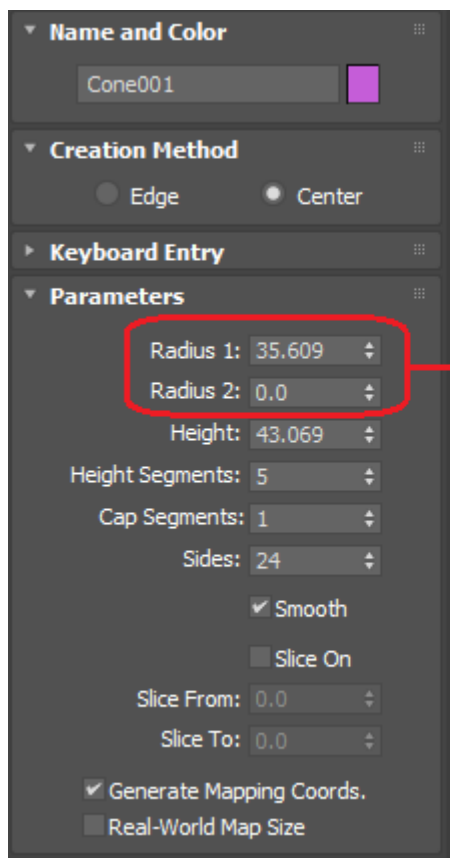 Name and Color
Cone001
Creation Method
Edge Center
Keyboard Entry
Parameters
Radius 1: 35.609
Radius 2: 0.0
Height: 43.069
Height Segments: 5
Cap Segments: 1
Sides: 24
Smooth
Slice On
Slice From: 0.0
Slice To: 0.0
Generate Mapping Coords.
Real-World Map Size